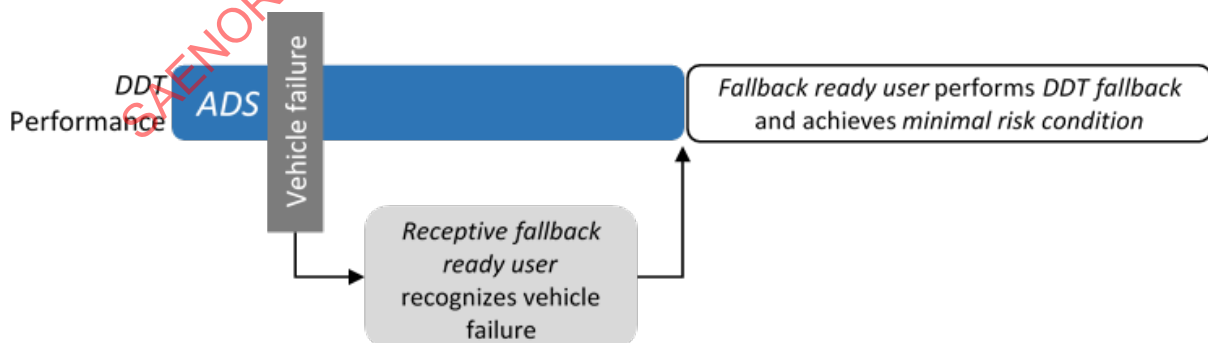 DDT
Performance
ADS
Vehicle failure
Fallback ready user performs DDT fallback
and achieves minimal risk condition
Receptive fallback
ready user
recognizes vehicle
failure
SAENOR